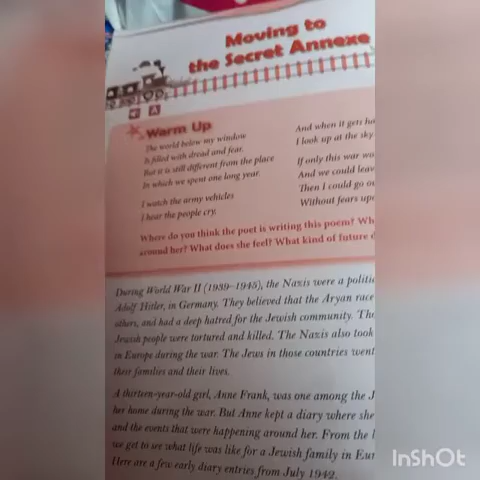 Moving to
the Secret Annexe
Warm Up
The world below my window
Is filled with dread and fear.
But it is still different from the place
In which we spent one long year.
I watch the army vehicles
I hear the people cry.
And when it gets
I look up at the sky
If only this war
And we could
Then I could go
Without fears
Where do you think the poet is writing this poem?
around her? What does she feel? What kind of future
During World War II (1939–1945), the Nazis were a
Adolf Hitler, in Germany. They believed that the Aryan race
others, and had a deep hatred for the Jewish community.
Jewish people were tortured and killed. The Nazis also took
in Europe during the war. The Jews in those countries went
their families and their lives.
A thirteen-year-old girl, Anne Frank, was one among the
her home during the war. But Anne kept a diary where she
and the events that were happening around her. From the
we get to see what life was like for a Jewish family in
Here are a few early diary entries from July 1942.
InShOt